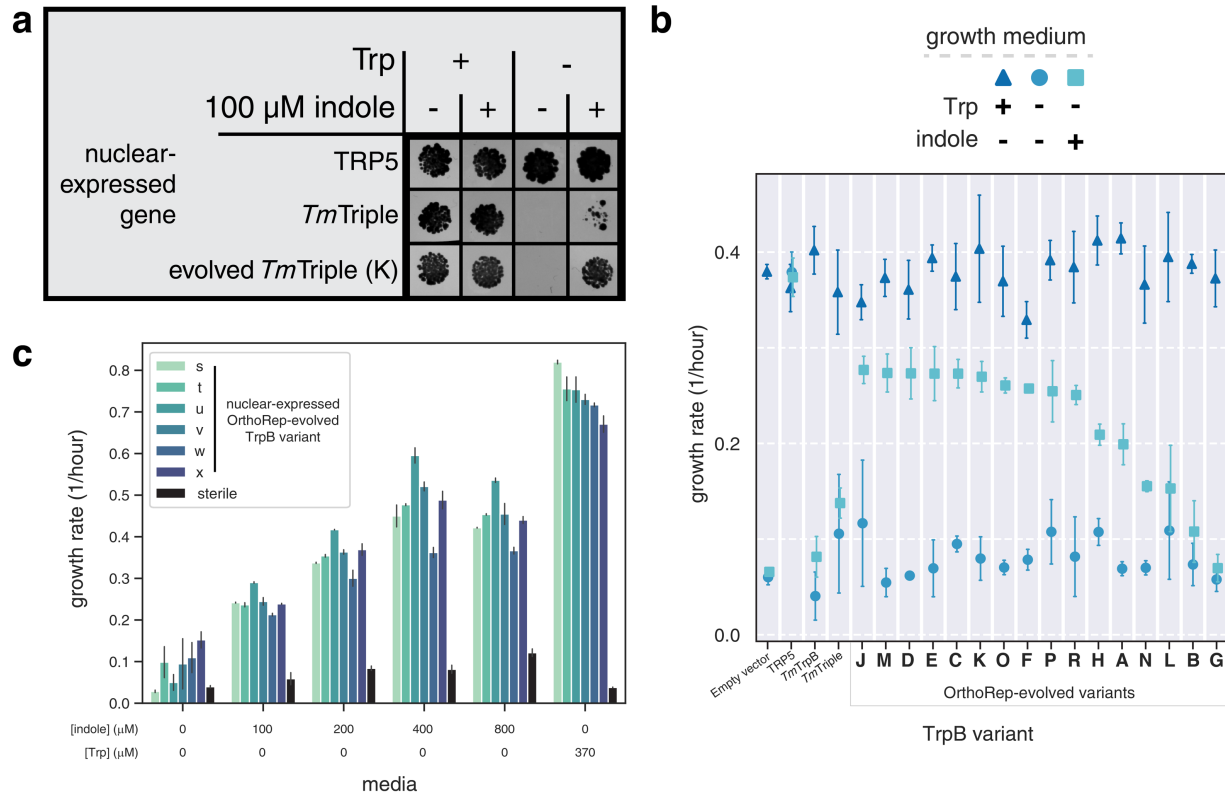 a
Trp + -
100 μM indole - + - +
nuclear-
expressed
gene
TRP5
TmTriple
evolved TmTriple (K)
b
growth medium
Trp + - -
indole - - +
growth rate (1/hour)
0.4
0.2
0.0
Empty vector
TRP5
TmTrpB
TmTriple
J M D E C K O F P R H A N L B G
OrthoRep-evolved variants
TrpB variant
c
growth rate (1/hour)
0.8
0.7
0.6
0.5
0.4
0.3
0.2
0.1
0.0
s
t
u
v
w
x
sterile
nuclear-expressed
OrthoRep-evolved
TrpB variant
[indole] (μM) 0 100 200 400 800 0
[Trp] (μM) 0 0 0 0 0 370
media